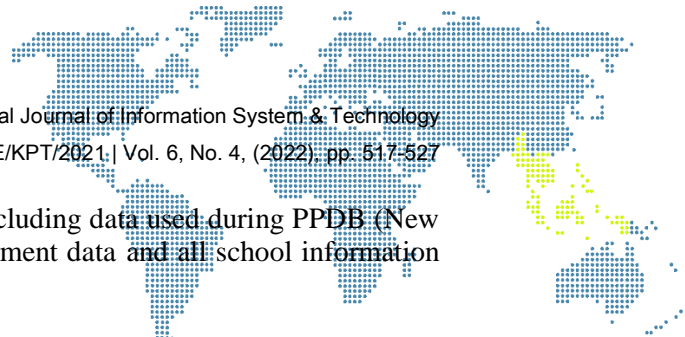 al Journal of Information System & Technology
E/KPT/2021 | Vol. 6, No. 4, (2022), pp. 517-527
cluding data used during PPDB (New
ment data and all school information